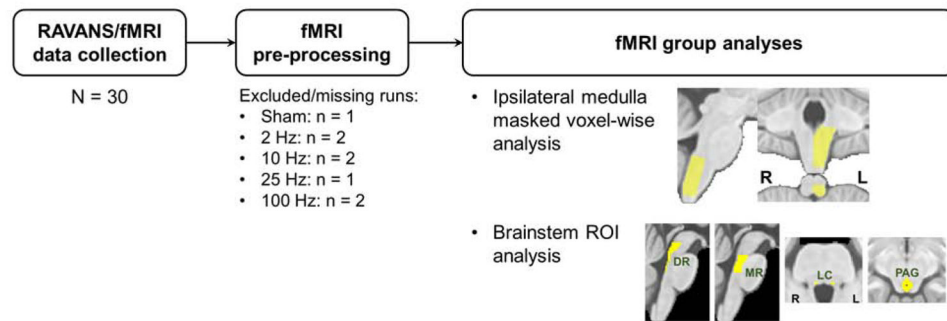 RAVANS/fMRI
data collection
fMRI
pre-processing
fMRI group analyses
N = 30
Excluded/missing runs:
• Sham: n = 1
• 2 Hz: n = 2
• 10 Hz: n = 2
• 25 Hz: n = 1
• 100 Hz: n = 2
• Ipsilateral medulla
masked voxel-wise
analysis
R
L
• Brainstem ROI
analysis
DR
MR
LC
R
L
PAG